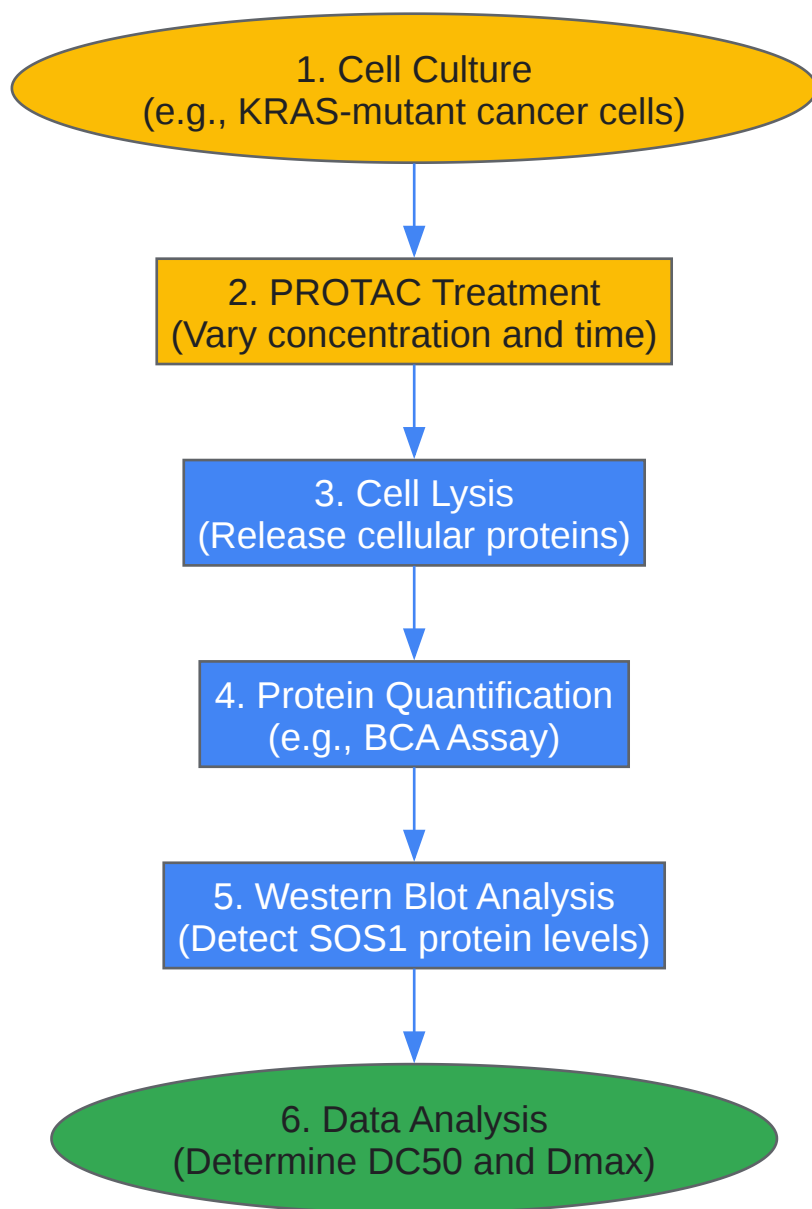 1. Cell Culture
(e.g., KRAS-mutant cancer cells)
2. PROTAC Treatment
(Vary concentration and time)
3. Cell Lysis
(Release cellular proteins)
4. Protein Quantification
(e.g., BCA Assay)
5. Western Blot Analysis
(Detect SOS1 protein levels)
6. Data Analysis
(Determine DC50 and Dmax)